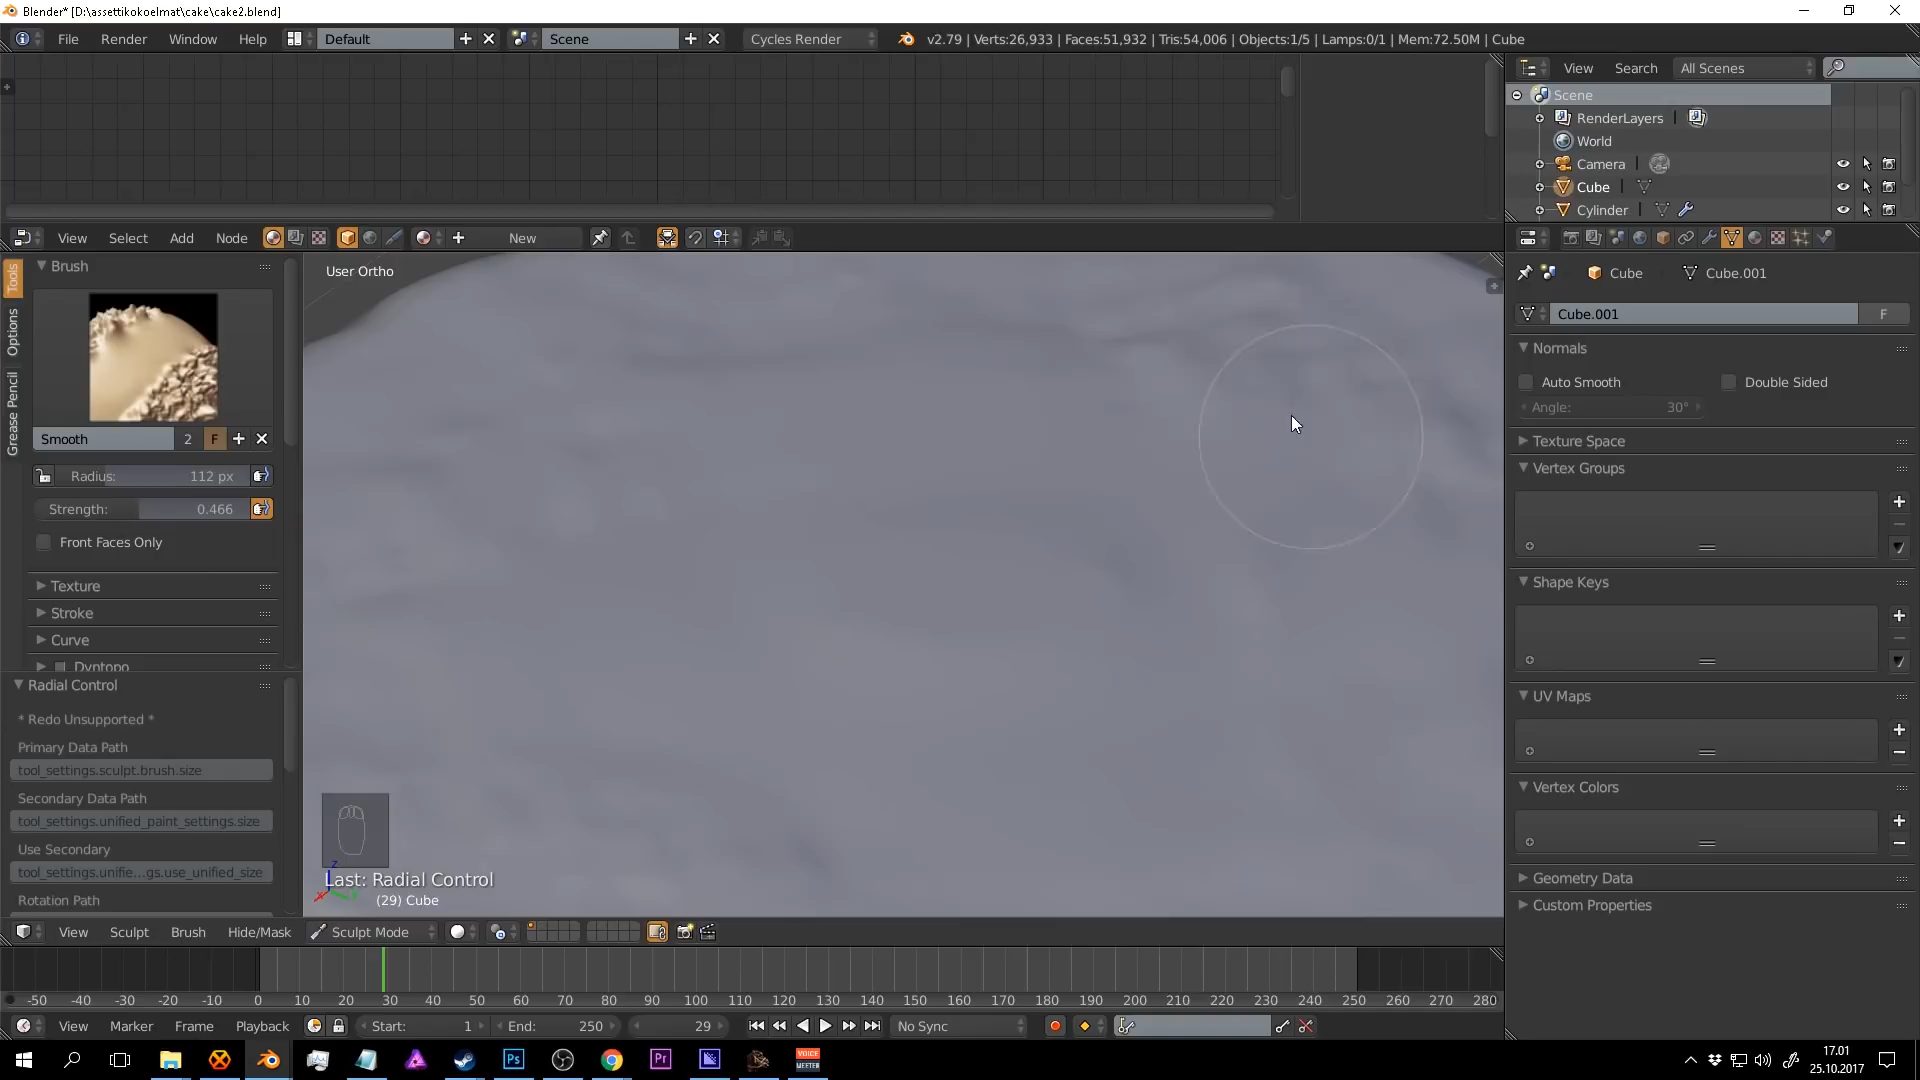 Blender* [D:\assettikokoelmat\cake\cake2.blend]
File Render Window Help Default Scene Cycles Render v2.79 | Verts:26,933 | Faces:51,932 | Tris:54,006 | Objects:1/5 | Lamps:0/1 | Mem:72.50M | Cube
View Search All Scenes
Scene
RenderLayers
World
Camera
Cube
Cylinder
View Select Add Node New
Tools
Options
Grease Pencil
Brush
Smooth 2 F
Radius: 112 px
Strength: 0.466
Front Faces Only
Texture
Stroke
Curve
Dyntopo
Radial Control
* Redo Unsupported *
Primary Data Path
tool_settings.sculpt.brush.size
Secondary Data Path
tool_settings.unified_paint_settings.size
Use Secondary
tool_settings.unifie...gs.use_unified_size
Rotation Path
User Ortho
z
x
Last: Radial Control
(29) Cube
Cube Cube.001
Cube.001 F
Normals
Auto Smooth Double Sided
Angle: 30°
Texture Space
Vertex Groups
Shape Keys
UV Maps
Vertex Colors
Geometry Data
Custom Properties
View Sculpt Brush Hide/Mask Sculpt Mode
-50 -40 -30 -20 -10 0 10 20 30 40 50 60 70 80 90 100 110 120 130 140 150 160 170 180 190 200 210 220 230 240 250 260 270 280
View Marker Frame Playback Start: 1 End: 250 29 No Sync
Ps Pr VOICE MEETER
17.01
25.10.2017